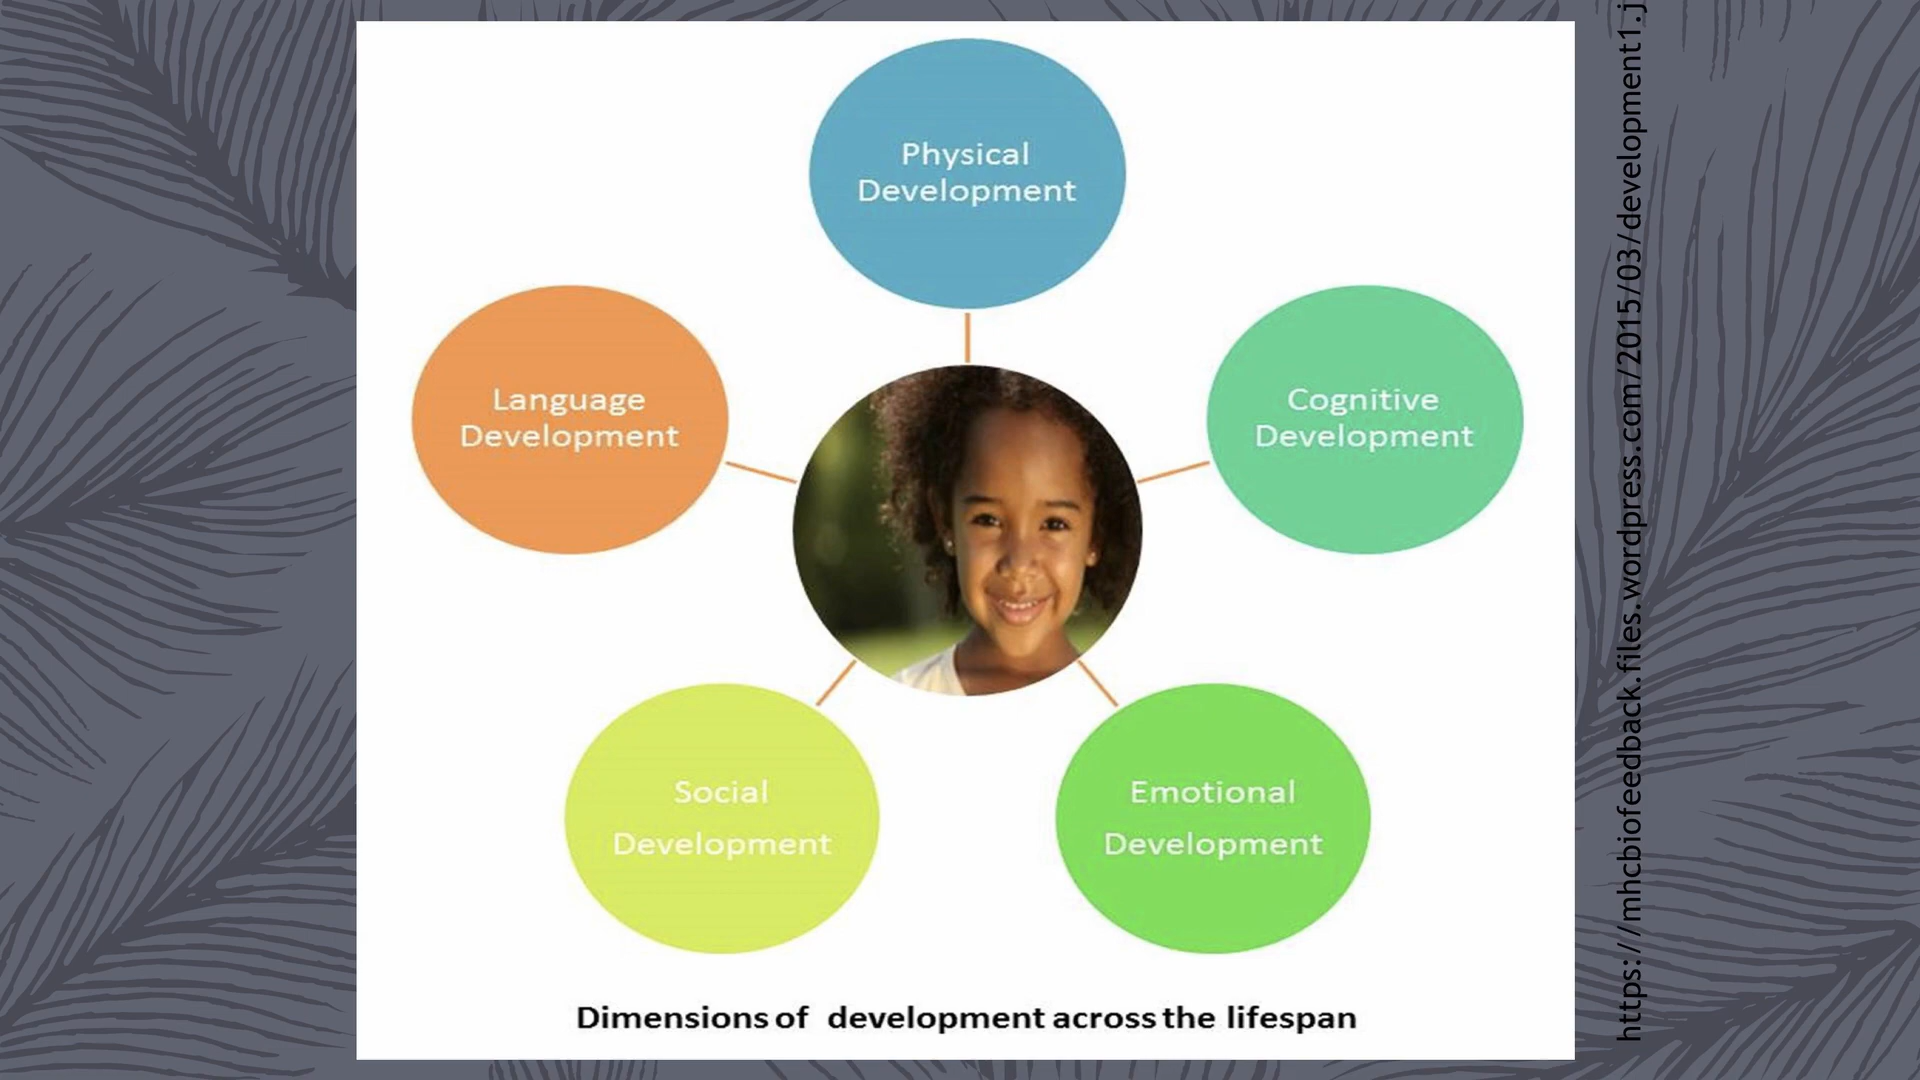 Physical
Development
Language
Development
Cognitive
Development
Social
Development
Emotional
Development
Dimensions of development across the lifespan
https://mhcbiofeedback.files.wordpress.com/2015/03/development1.j